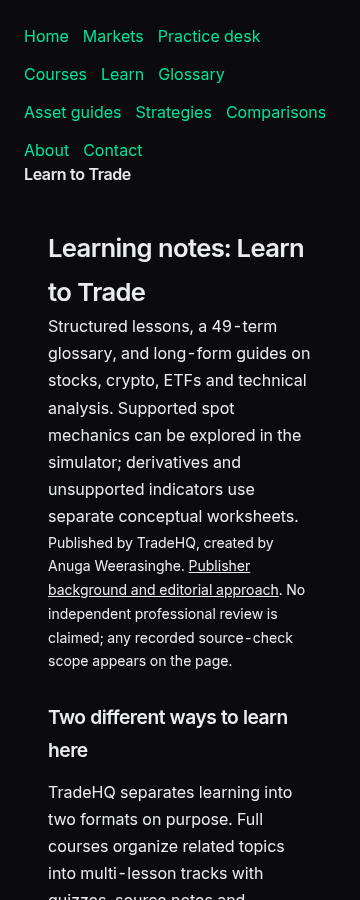 Home Markets Practice desk
Courses Learn Glossary
Asset guides Strategies Comparisons
About Contact
Learn to Trade
Learning notes: Learn
to Trade
Structured lessons, a 49-term
glossary, and long-form guides on
stocks, crypto, ETFs and technical
analysis. Supported spot
mechanics can be explored in the
simulator; derivatives and
unsupported indicators use
separate conceptual worksheets.
Published by TradeHQ, created by
Anuga Weerasinghe. Publisher
background and editorial approach. No
independent professional review is
claimed; any recorded source-check
scope appears on the page.
Two different ways to learn
here
TradeHQ separates learning into
two formats on purpose. Full
courses organize related topics
into multi-lesson tracks with
quizzes, source notes and